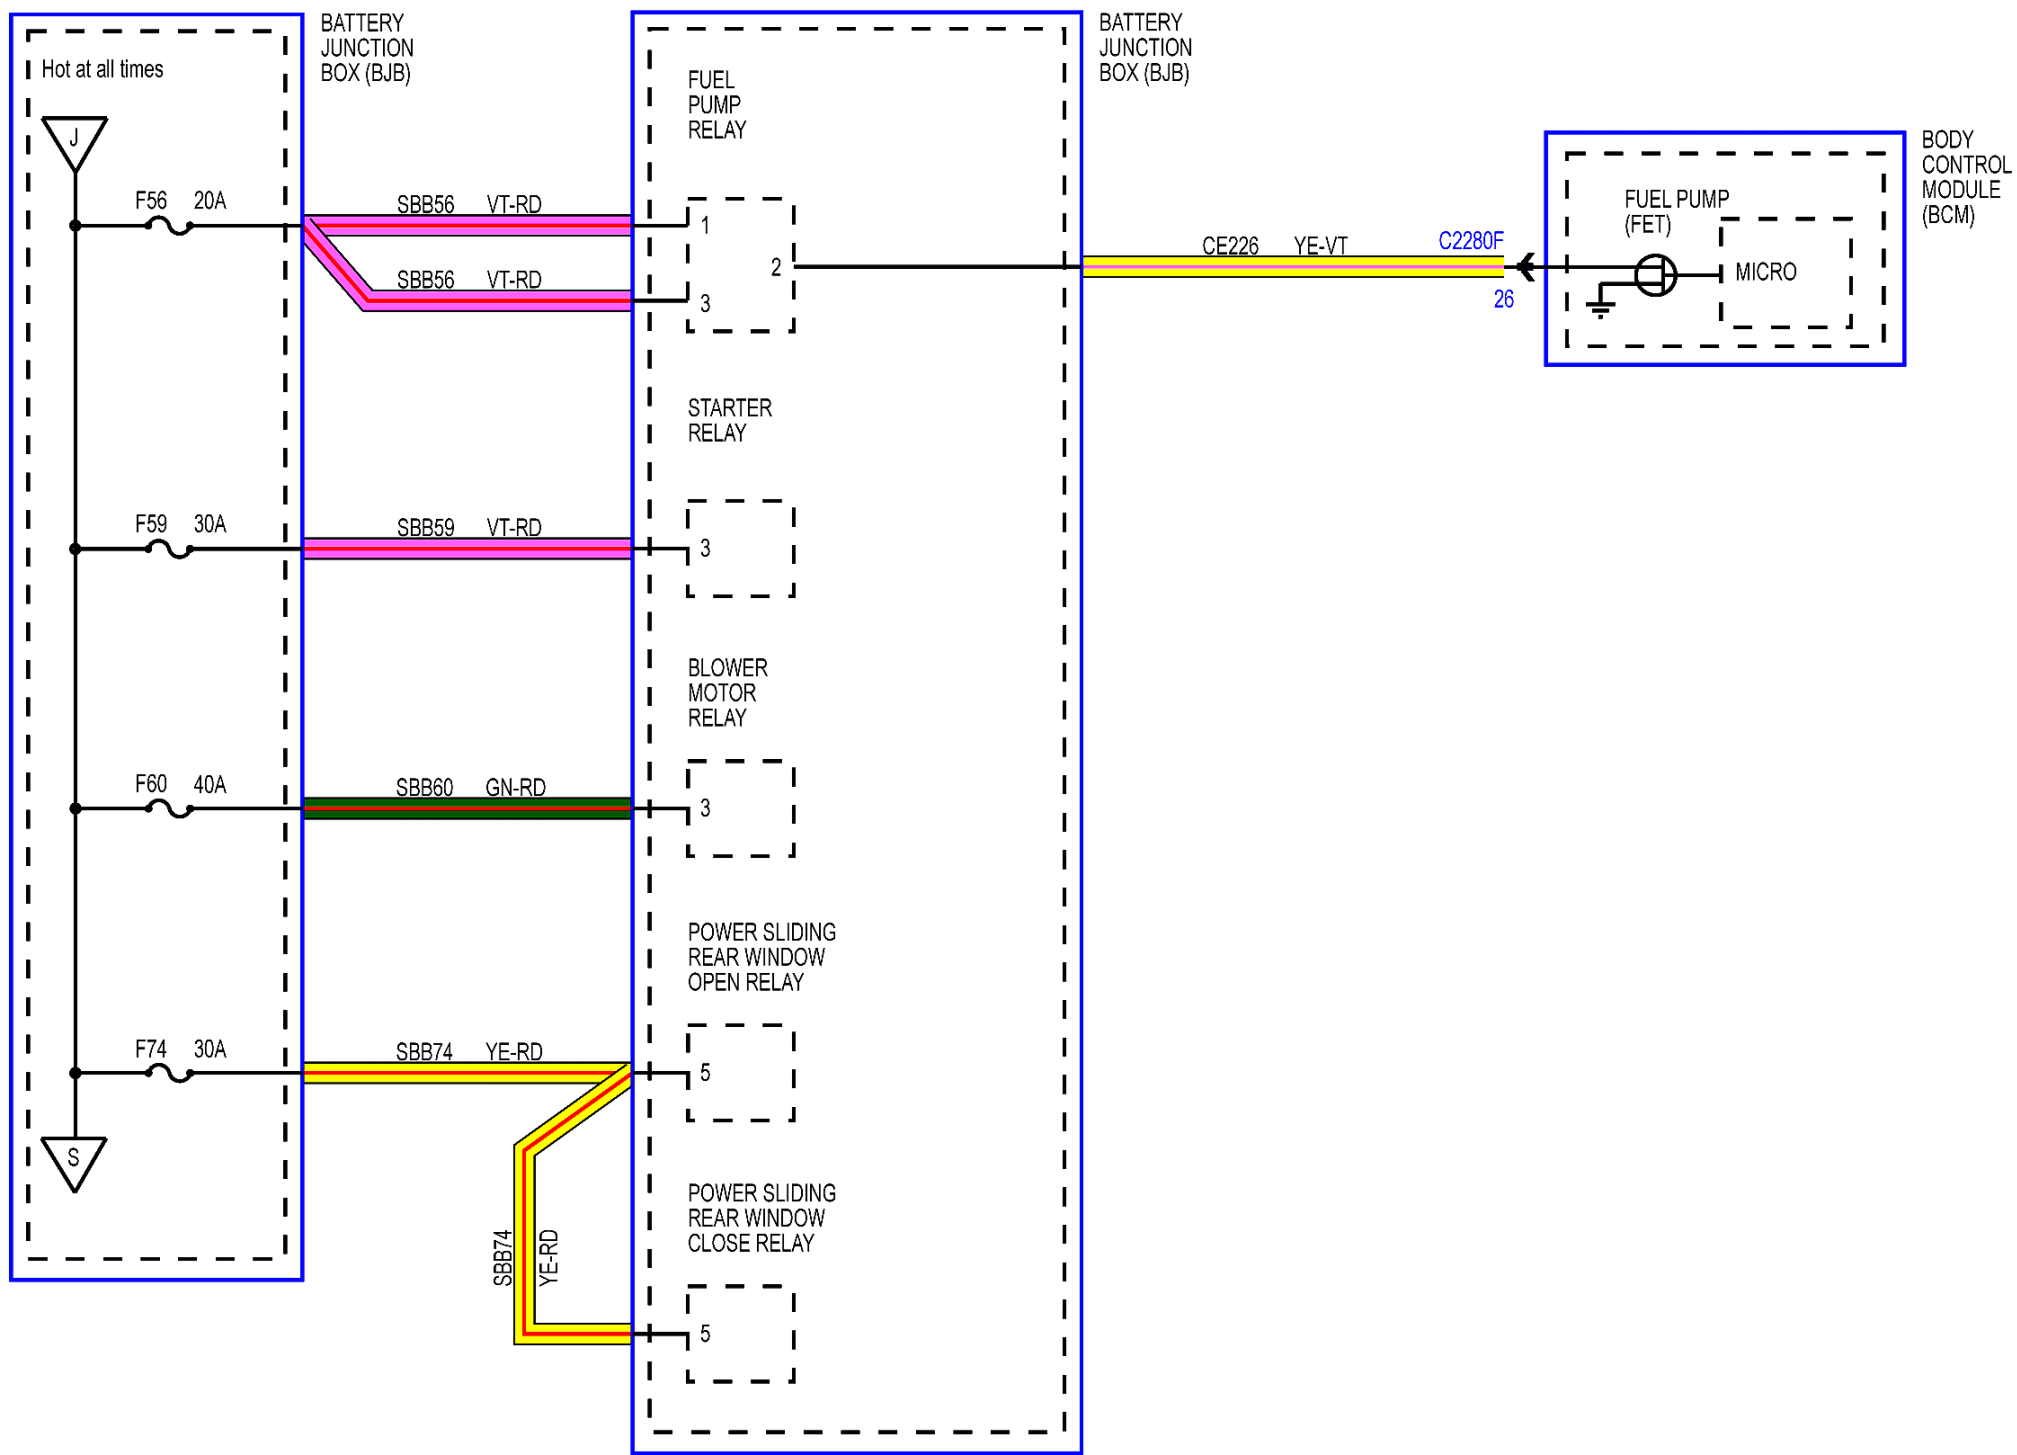 BATTERY
JUNCTION
BOX (BJB)
Hot at all times
J
F56 20A
F59 30A
F60 40A
F74 30A
S
SBB56 VT-RD
SBB56 VT-RD
SBB59 VT-RD
SBB60 GN-RD
SBB74 YE-RD
SBB74
YE-RD
BATTERY
JUNCTION
BOX (BJB)
FUEL
PUMP
RELAY
1
2
3
STARTER
RELAY
3
BLOWER
MOTOR
RELAY
3
POWER SLIDING
REAR WINDOW
OPEN RELAY
5
POWER SLIDING
REAR WINDOW
CLOSE RELAY
5
CE226 YE-VT
C2280F
26
BODY
CONTROL
MODULE
(BCM)
FUEL PUMP
(FET)
MICRO